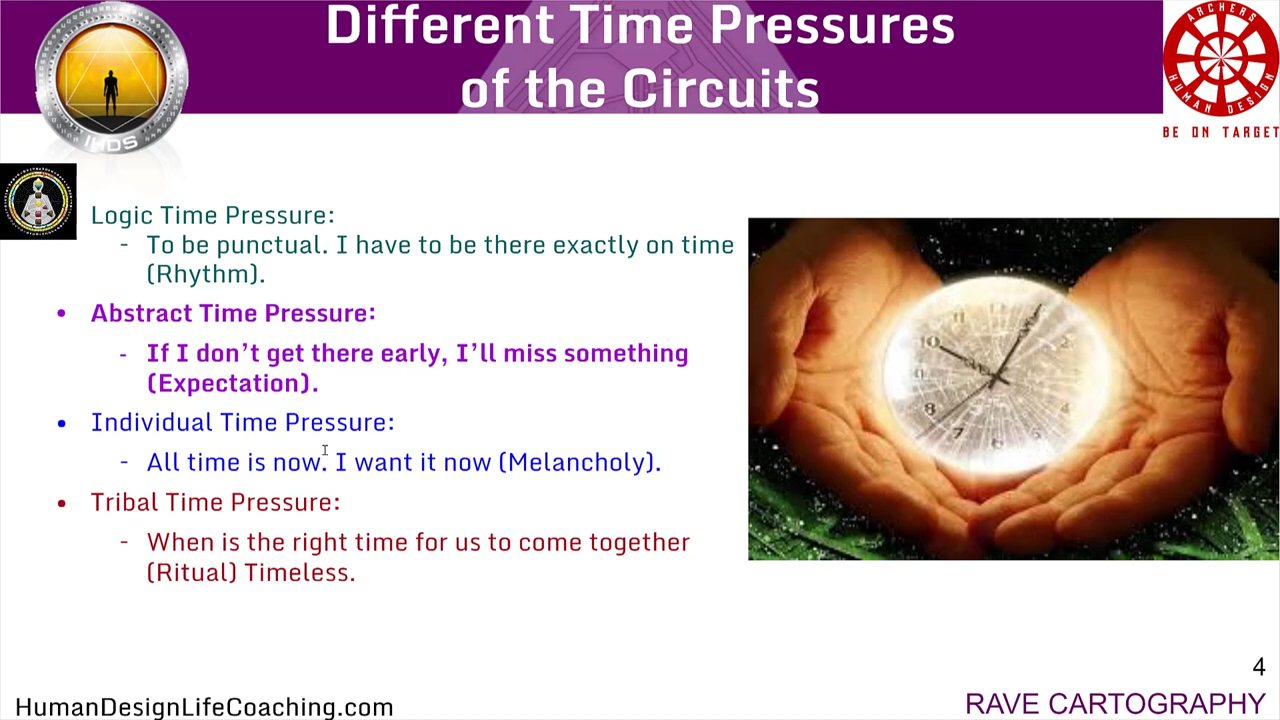 Different Time Pressures
of the Circuits
IHDS
ARCHERS
HUMAN DESIGN
BE ON TARGET
Logic Time Pressure:
- To be punctual. I have to be there exactly on time
(Rhythm).
• Abstract Time Pressure:
- If I don't get there early, I'll miss something
(Expectation).
• Individual Time Pressure:
- All time is now. I want it now (Melancholy).
• Tribal Time Pressure:
- When is the right time for us to come together
(Ritual) Timeless.
4
HumanDesignLifeCoaching.com
RAVE CARTOGRAPHY